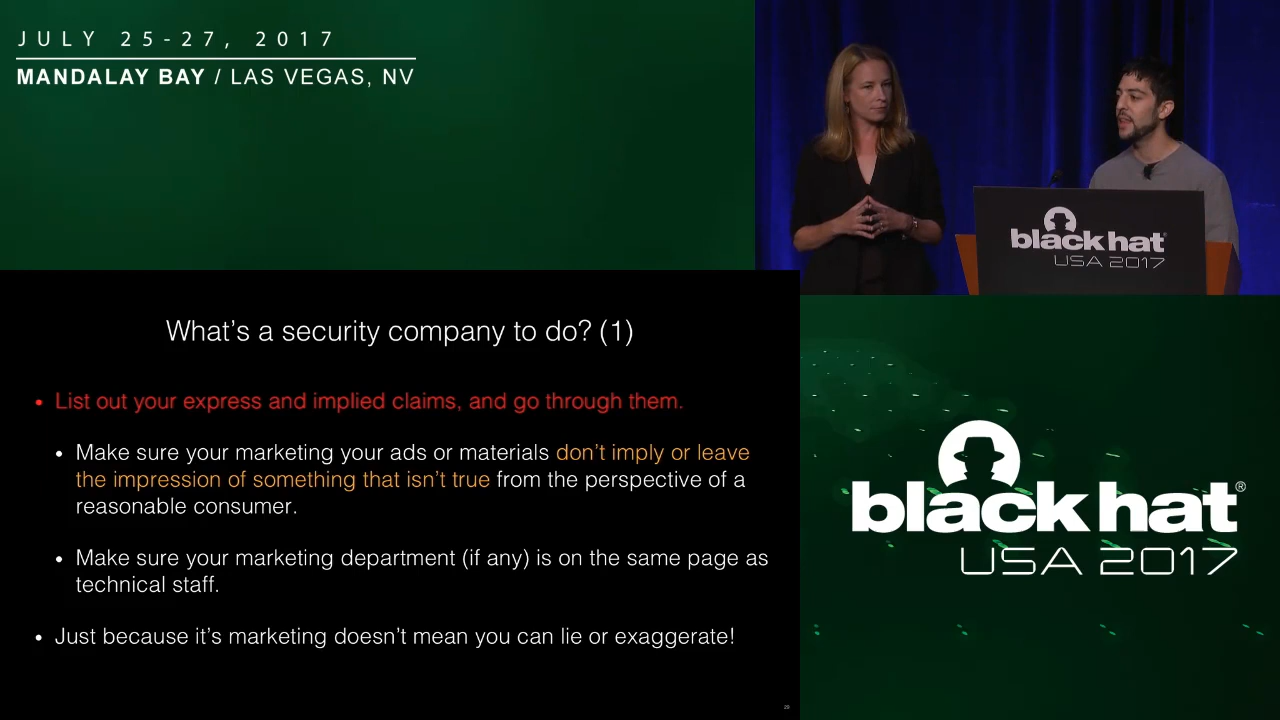 JULY 25-27, 2017
MANDALAY BAY / LAS VEGAS, NV
black hat
USA 2017
What's a security company to do? (1)
• List out your express and implied claims, and go through them.
• Make sure your marketing your ads or materials don't imply or leave
the impression of something that isn't true from the perspective of a
reasonable consumer.
• Make sure your marketing department (if any) is on the same page as
technical staff.
• Just because it's marketing doesn't mean you can lie or exaggerate!
29
black hat®
USA 2017